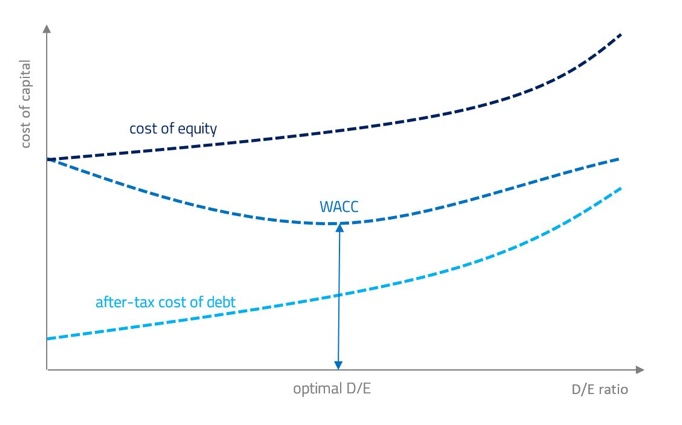 cost of capital
cost of equity
WACC
after-tax cost of debt
optimal D/E
D/E ratio